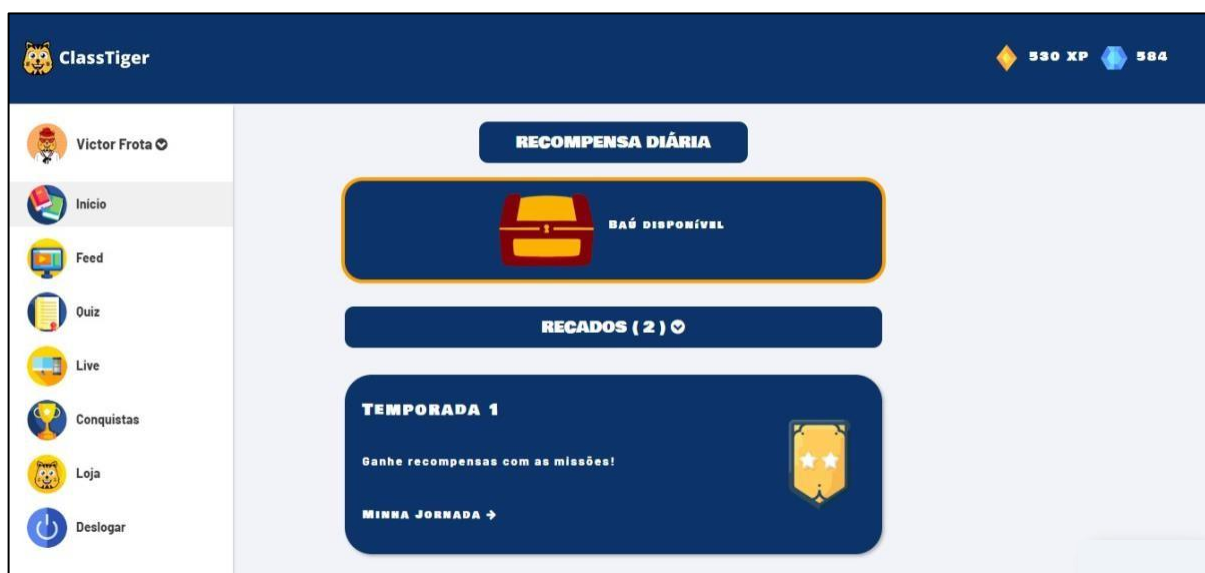 ClassTiger
530 XP 584
Victor Frota
Início
Feed
Quiz
Live
Conquistas
Loja
Deslogar
RECOMPENSA DIÁRIA
Baú disponível
RECADOS ( 2 )
Temporada 1
Ganhe recompensas com as missões!
Minha Jornada →